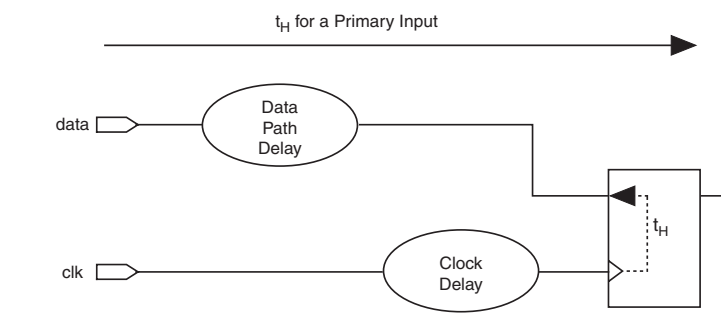 tH for a Primary Input
data
Data
Path
Delay
tH
clk
Clock
Delay